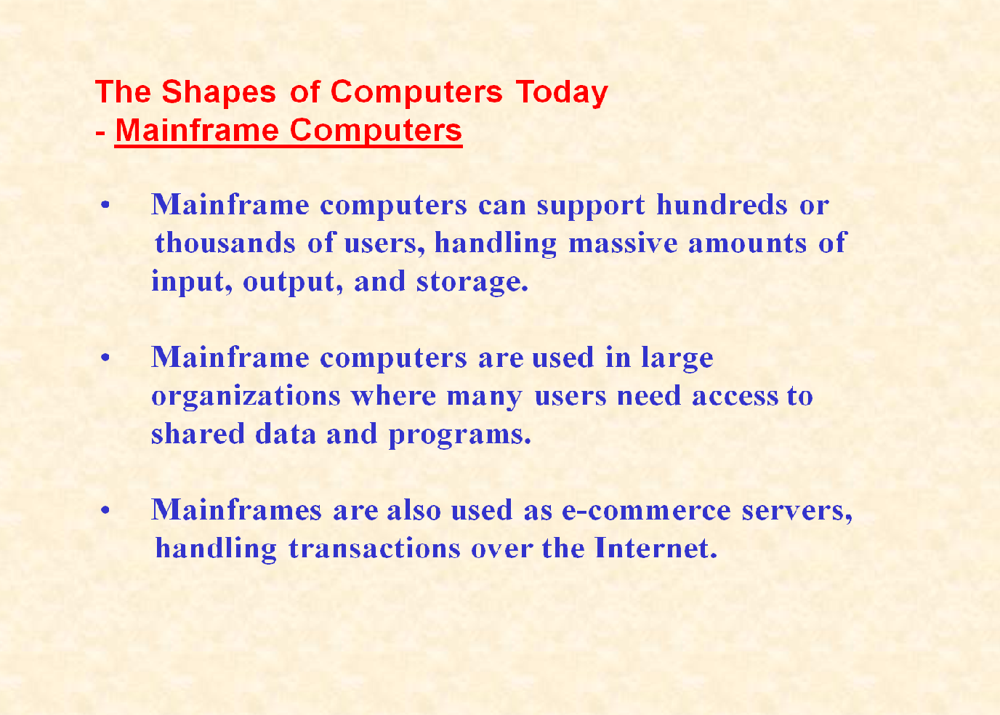 The Shapes of Computers Today
- Mainframe Computers
• Mainframe computers can support hundreds or
thousands of users, handling massive amounts of
input, output, and storage.
• Mainframe computers are used in large
organizations where many users need access to
shared data and programs.
• Mainframes are also used as e-commerce servers,
handling transactions over the Internet.